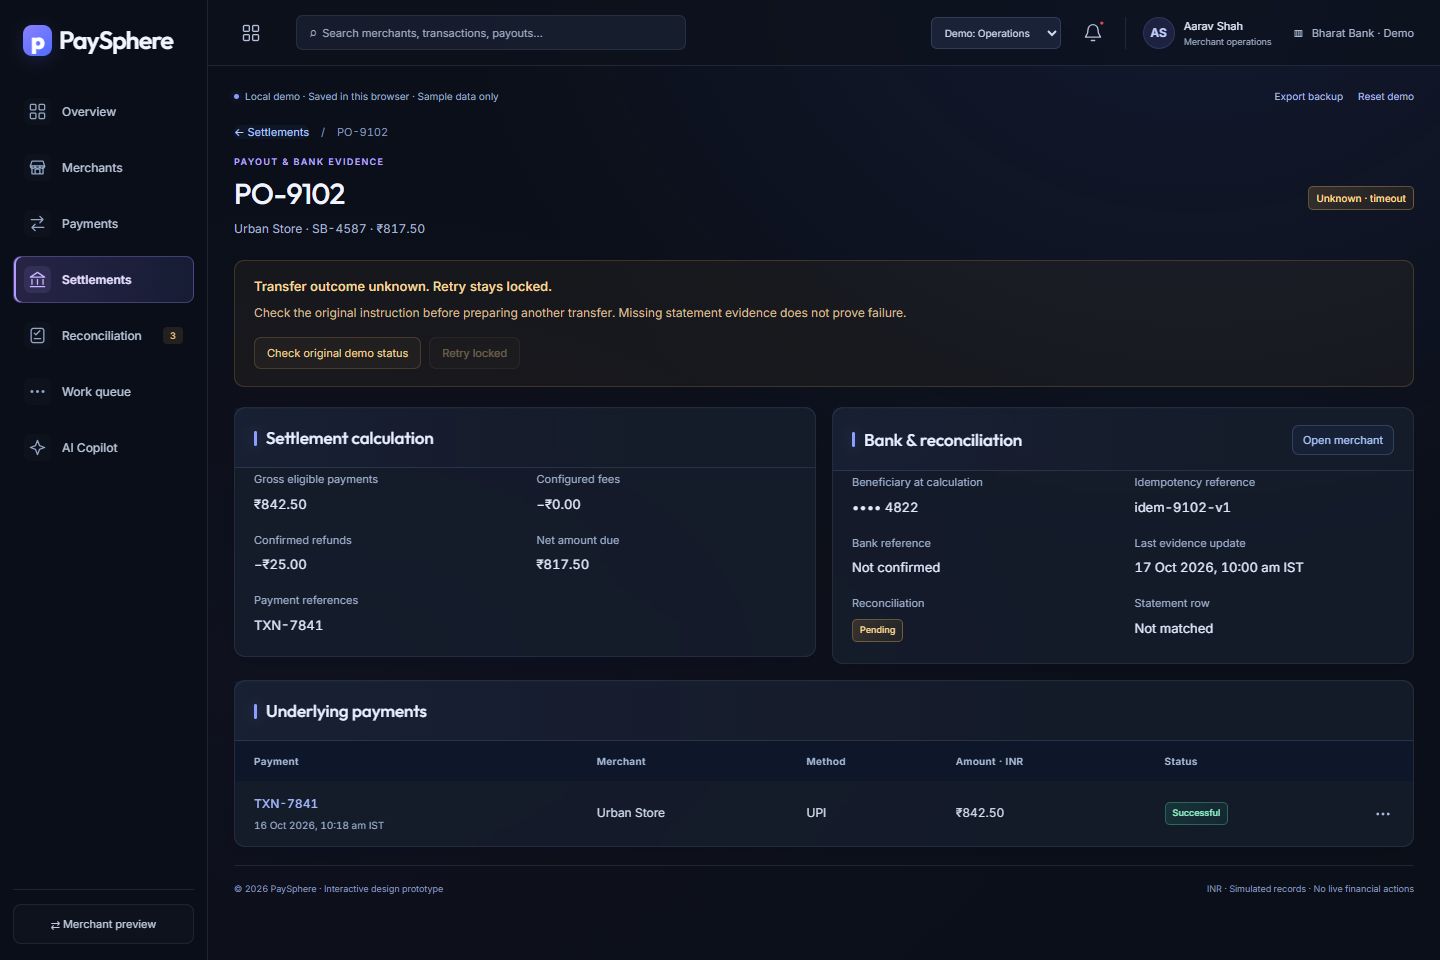 PaySphere
Search merchants, transactions, payouts...
Demo: Operations
AS
Aarav Shah
Merchant operations
Bharat Bank · Demo
Overview
Merchants
Payments
Settlements
Reconciliation 3
Work queue
AI Copilot
⇄ Merchant preview
Local demo · Saved in this browser · Sample data only
Export backup Reset demo
← Settlements / PO-9102
PAYOUT & BANK EVIDENCE
PO-9102
Unknown · timeout
Urban Store · SB-4587 · ₹817.50
Transfer outcome unknown. Retry stays locked.
Check the original instruction before preparing another transfer. Missing statement evidence does not prove failure.
Check original demo status Retry locked
Settlement calculation
Gross eligible payments Configured fees
₹842.50 −₹0.00
Confirmed refunds Net amount due
−₹25.00 ₹817.50
Payment references
TXN-7841
Bank & reconciliation Open merchant
Beneficiary at calculation Idempotency reference
•••• 4822 idem-9102-v1
Bank reference Last evidence update
Not confirmed 17 Oct 2026, 10:00 am IST
Reconciliation Statement row
Pending Not matched
Underlying payments
Payment Merchant Method Amount · INR Status
TXN-7841 Urban Store UPI ₹842.50 Successful
16 Oct 2026, 10:18 am IST
© 2026 PaySphere · Interactive design prototype
INR · Simulated records · No live financial actions